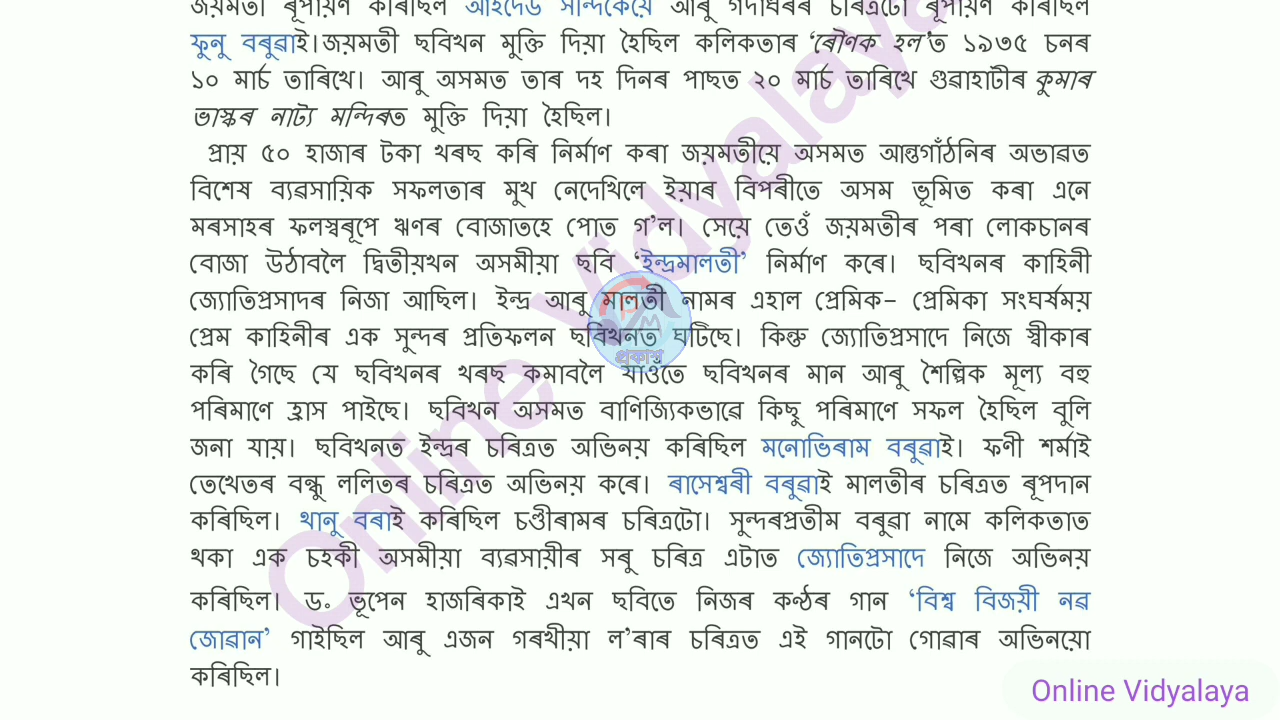 জয়মতী ৰূপায়ণ কৰিছিল আইদেউ সন্দিকৈয়ে আৰু গদাধৰৰ চৰিত্ৰটো ৰূপায়ণ কৰিছিল
ফুনু বৰুৱাই।জয়মতী ছবিখন মুক্তি দিয়া হৈছিল কলিকতাৰ ‘ৰৌণক হল’ত ১৯৩৫ চনৰ
১০ মাৰ্চ তাৰিখে। আৰু অসমত তাৰ দহ দিনৰ পাছত ২০ মাৰ্চ তাৰিখে গুৱাহাটীৰ কুমাৰ
ভাস্কৰ নাট্য মন্দিৰত মুক্তি দিয়া হৈছিল।
প্ৰায় ৫০ হাজাৰ টকা খৰছ কৰি নিৰ্মাণ কৰা জয়মতীয়ে অসমত আন্তগাঁঠনিৰ অভাৱত
বিশেষ ব্যৱসায়িক সফলতাৰ মুখ নেদেখিলে ইয়াৰ বিপৰীতে অসম ভূমিত কৰা এনে
মৰসাহৰ ফলস্বৰূপে ঋণৰ বোজাতহে পোত গ’ল। সেয়ে তেওঁ জয়মতীৰ পৰা লোকচানৰ
বোজা উঠাবলৈ দ্বিতীয়খন অসমীয়া ছবি ‘ইন্দ্ৰমালতী’ নিৰ্মাণ কৰে। ছবিখনৰ কাহিনী
জ্যোতিপ্ৰসাদৰ নিজা আছিল। ইন্দ্ৰ আৰু মালতী নামৰ এহাল প্ৰেমিক– প্ৰেমিকা সংঘৰ্ষময়
প্ৰেম কাহিনীৰ এক সুন্দৰ প্ৰতিফলন ছবিখনত ঘটিছে। কিন্তু জ্যোতিপ্ৰসাদে নিজে স্বীকাৰ
কৰি গৈছে যে ছবিখনৰ খৰছ কমাবলৈ যাওঁতে ছবিখনৰ মান আৰু শৈল্পিক মূল্য বহু
পৰিমাণে হ্ৰাস পাইছে। ছবিখন অসমত বাণিজ্যিকভাৱে কিছু পৰিমাণে সফল হৈছিল বুলি
জনা যায়। ছবিখনত ইন্দ্ৰৰ চৰিত্ৰত অভিনয় কৰিছিল মনোভিৰাম বৰুৱাই। ফণী শৰ্মাই
তেখেতৰ বন্ধু ললিতৰ চৰিত্ৰত অভিনয় কৰে। ৰাসেশ্বৰী বৰুৱাই মালতীৰ চৰিত্ৰত ৰূপদান
কৰিছিল। থানু বৰাই কৰিছিল চণ্ডীৰামৰ চৰিত্ৰটো। সুন্দৰপ্ৰতীম বৰুৱা নামে কলিকতাত
থকা এক চহকী অসমীয়া ব্যৱসায়ীৰ সৰু চৰিত্ৰ এটাত জ্যোতিপ্ৰসাদে নিজে অভিনয়
কৰিছিল। ড॰ ভূপেন হাজৰিকাই এখন ছবিতে নিজৰ কণ্ঠৰ গান ‘বিশ্ব বিজয়ী নৱ
জোৱান’ গাইছিল আৰু এজন গৰখীয়া ল’ৰাৰ চৰিত্ৰত এই গানটো গোৱাৰ অভিনয়ো
কৰিছিল।
Online Vidyalaya
Online Vidyalaya
প্ৰকাশ